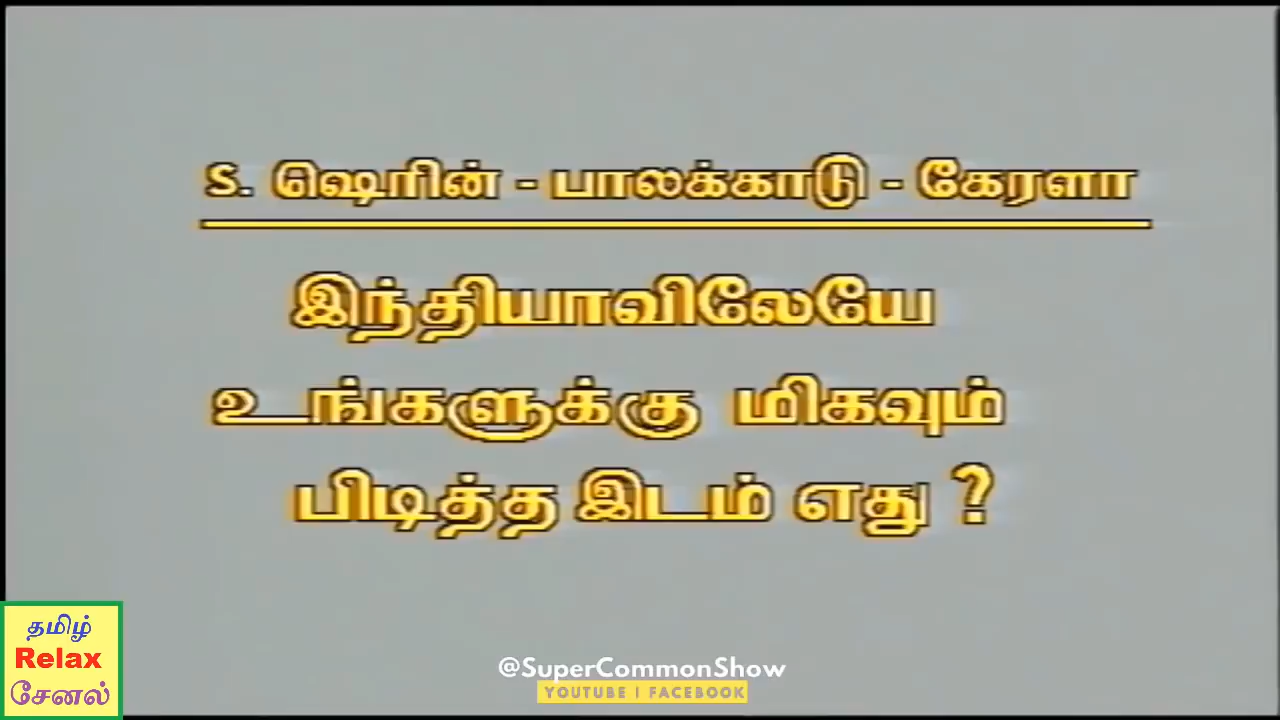 S. ஷெரின் - பாலக்காடு - கேரளா
இந்தியாவிலேயே
உங்களுக்கு மிகவும்
பிடித்த இடம் எது ?
தமிழ்
Relax
சேனல்
@SuperCommonShow
YOUTUBE | FACEBOOK